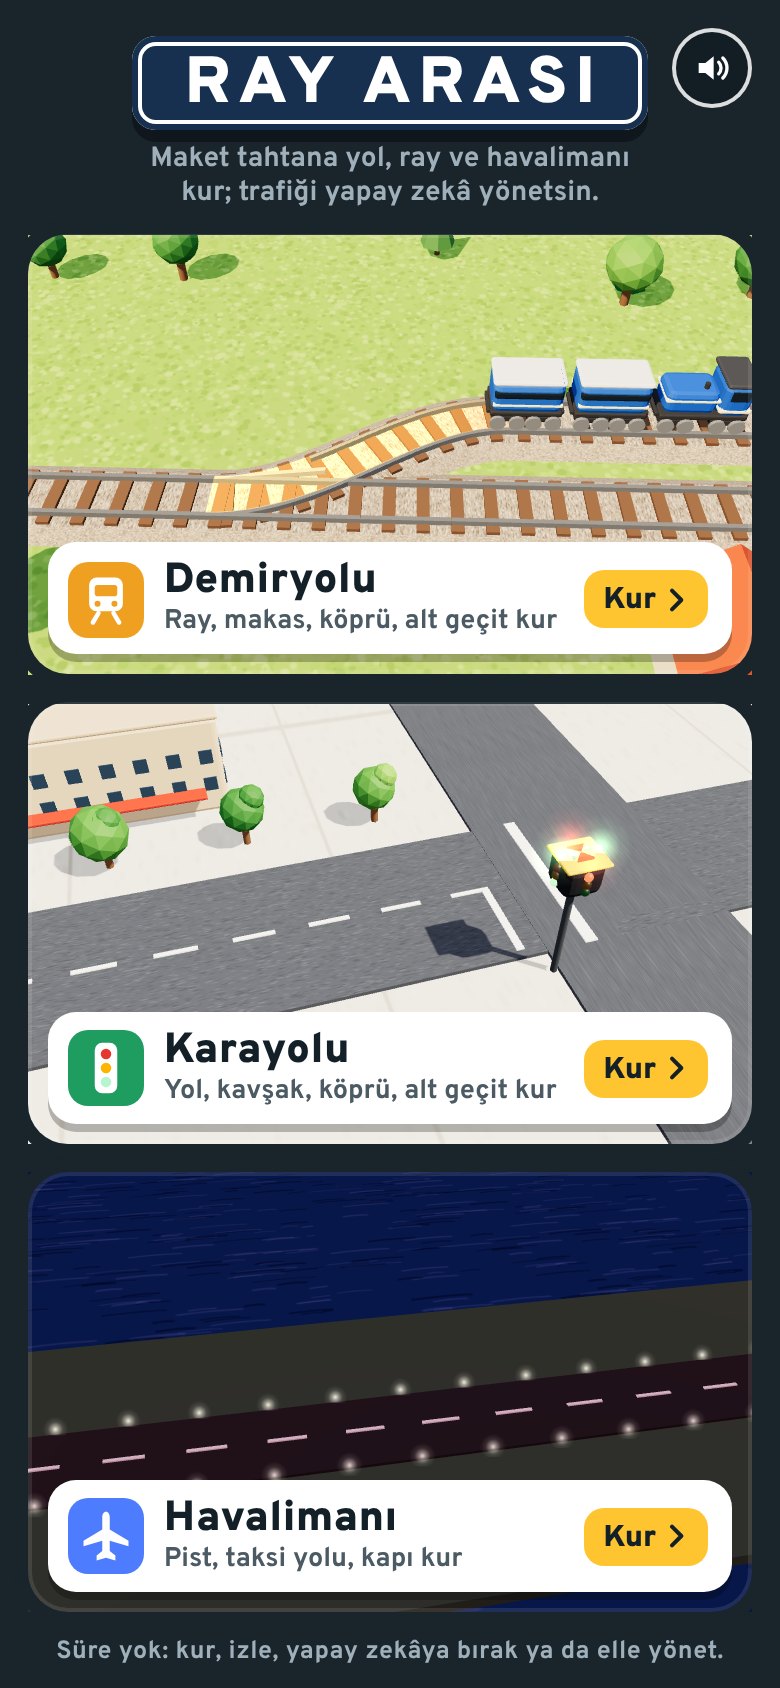 RAY ARASI
Maket tahtana yol, ray ve havalimanı
kur; trafiği yapay zekâ yönetsin.
Demiryolu
Ray, makas, köprü, alt geçit kur
Kur
Karayolu
Yol, kavşak, köprü, alt geçit kur
Kur
Havalimanı
Pist, taksi yolu, kapı kur
Kur
Süre yok: kur, izle, yapay zekâya bırak ya da elle yönet.